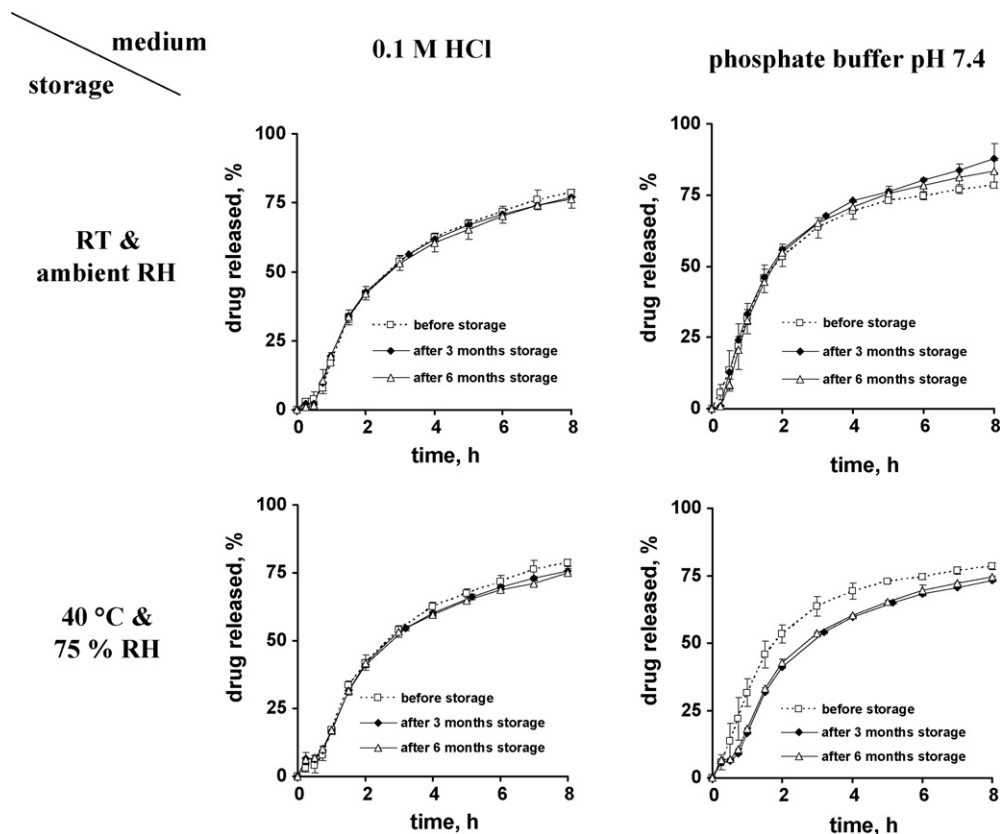 medium
storage
0.1 M HCl
phosphate buffer pH 7.4
RT &
ambient RH
drug released, %
100
75
50
25
0
before storage
after 3 months storage
after 6 months storage
0 2 4 6 8
time, h
drug released, %
100
75
50
25
0
before storage
after 3 months storage
after 6 months storage
0 2 4 6 8
time, h
40 °C &
75 % RH
drug released, %
100
75
50
25
0
before storage
after 3 months storage
after 6 months storage
0 2 4 6 8
time, h
drug released, %
100
75
50
25
0
before storage
after 3 months storage
after 6 months storage
0 2 4 6 8
time, h